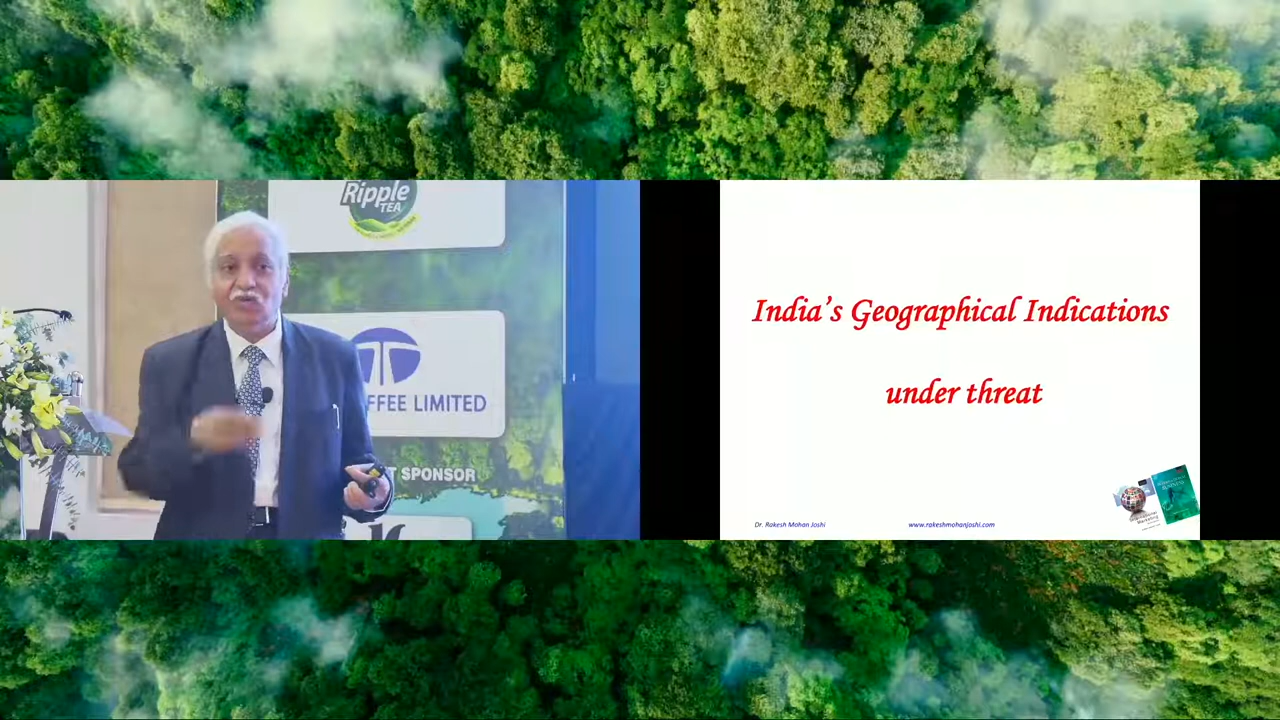 Ripple
TEA
FFEE LIMITED
T SPONSOR
India's Geographical Indications
under threat
Dr. Rakesh Mohan Joshi
www.rakeshmohanjoshi.com